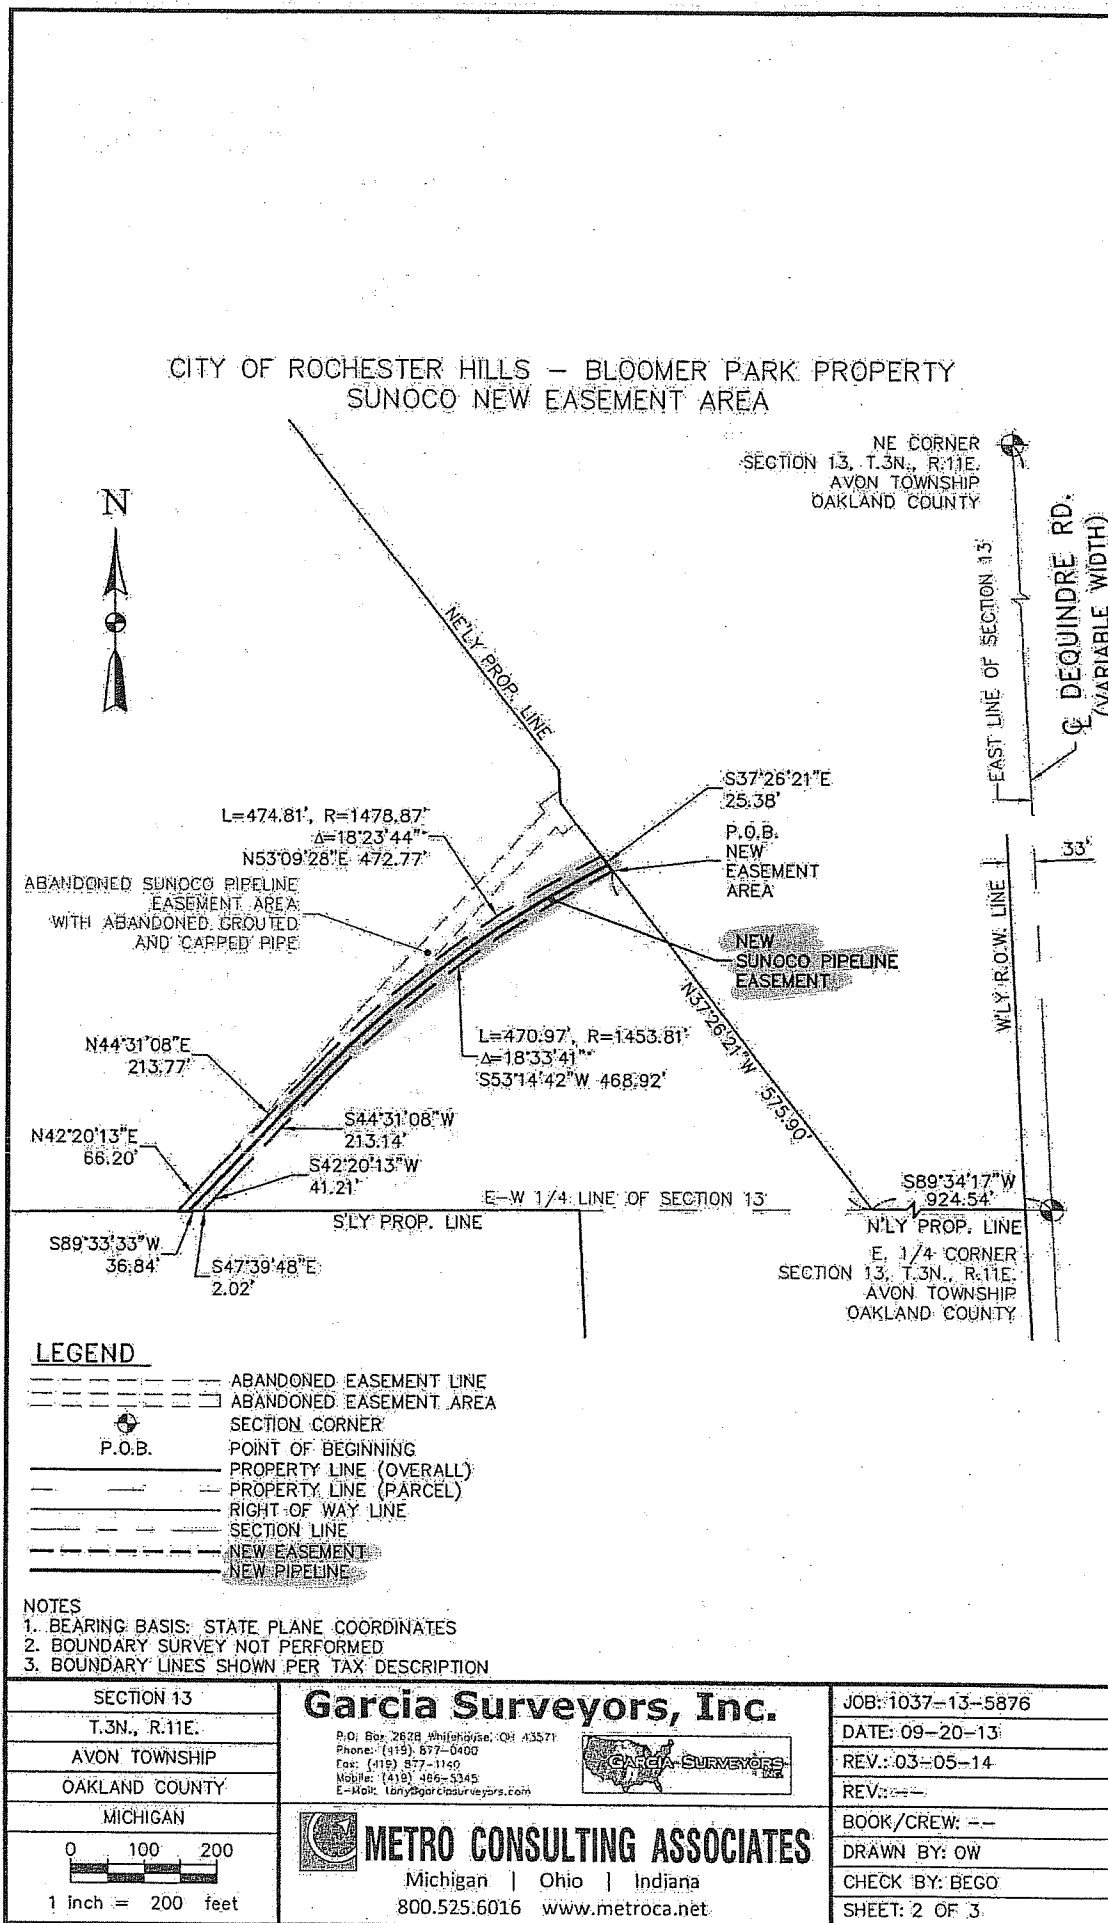 CITY OF ROCHESTER HILLS – BLOOMER PARK PROPERTY
SUNOCO NEW EASEMENT AREA
NE CORNER
SECTION 13, T.3N., R.11E.
AVON TOWNSHIP
OAKLAND COUNTY
N
EAST LINE OF SECTION 13
℄ DEQUINDRE RD.
(VARIABLE WIDTH)
NE'LY PROP. LINE
S37°26'21"E
25.38'
L=474.81', R=1478.87'
Δ=18°23'44"
N53°09'28"E 472.77'
P.O.B.
NEW
EASEMENT
AREA
33'
ABANDONED SUNOCO PIPELINE
EASEMENT AREA
WITH ABANDONED, GROUTED
AND CAPPED PIPE
NEW
SUNOCO PIPELINE
EASEMENT
W'LY R.O.W. LINE
N37°26'21"W 575.90'
L=470.97', R=1453.81'
Δ=18°33'41"
S53°14'42"W 468.92'
N44°31'08"E
213.77'
S44°31'08"W
213.14'
N42°20'13"E
66.20'
S42°20'13"W
41.21'
E–W 1/4 LINE OF SECTION 13
S89°34'17"W
924.54'
S'LY PROP. LINE
N'LY PROP. LINE
S89°33'33"W
36.84'
S47°39'48"E
2.02'
E. 1/4 CORNER
SECTION 13, T.3N., R.11E.
AVON TOWNSHIP
OAKLAND COUNTY
LEGEND
ABANDONED EASEMENT LINE
ABANDONED EASEMENT AREA
SECTION CORNER
P.O.B. POINT OF BEGINNING
PROPERTY LINE (OVERALL)
PROPERTY LINE (PARCEL)
RIGHT OF WAY LINE
SECTION LINE
NEW EASEMENT
NEW PIPELINE
NOTES
1. BEARING BASIS: STATE PLANE COORDINATES
2. BOUNDARY SURVEY NOT PERFORMED
3. BOUNDARY LINES SHOWN PER TAX DESCRIPTION
SECTION 13
T.3N., R.11E.
AVON TOWNSHIP
OAKLAND COUNTY
MICHIGAN
0 100 200
1 inch = 200 feet
Garcia Surveyors, Inc.
P.O. Box 2628 Whitehouse, OH 43571
Phone: (419) 877-0400
Fax: (419) 877-1140
Mobile: (419) 466-5345
E-Mail: tony@garciasurveyors.com
GARCIA SURVEYORS INC.
METRO CONSULTING ASSOCIATES
Michigan | Ohio | Indiana
800.525.6016 www.metroca.net
JOB: 1037–13–5876
DATE: 09–20–13
REV.: 03–05–14
REV.: ---
BOOK/CREW: --
DRAWN BY: OW
CHECK BY: BEGO
SHEET: 2 OF 3